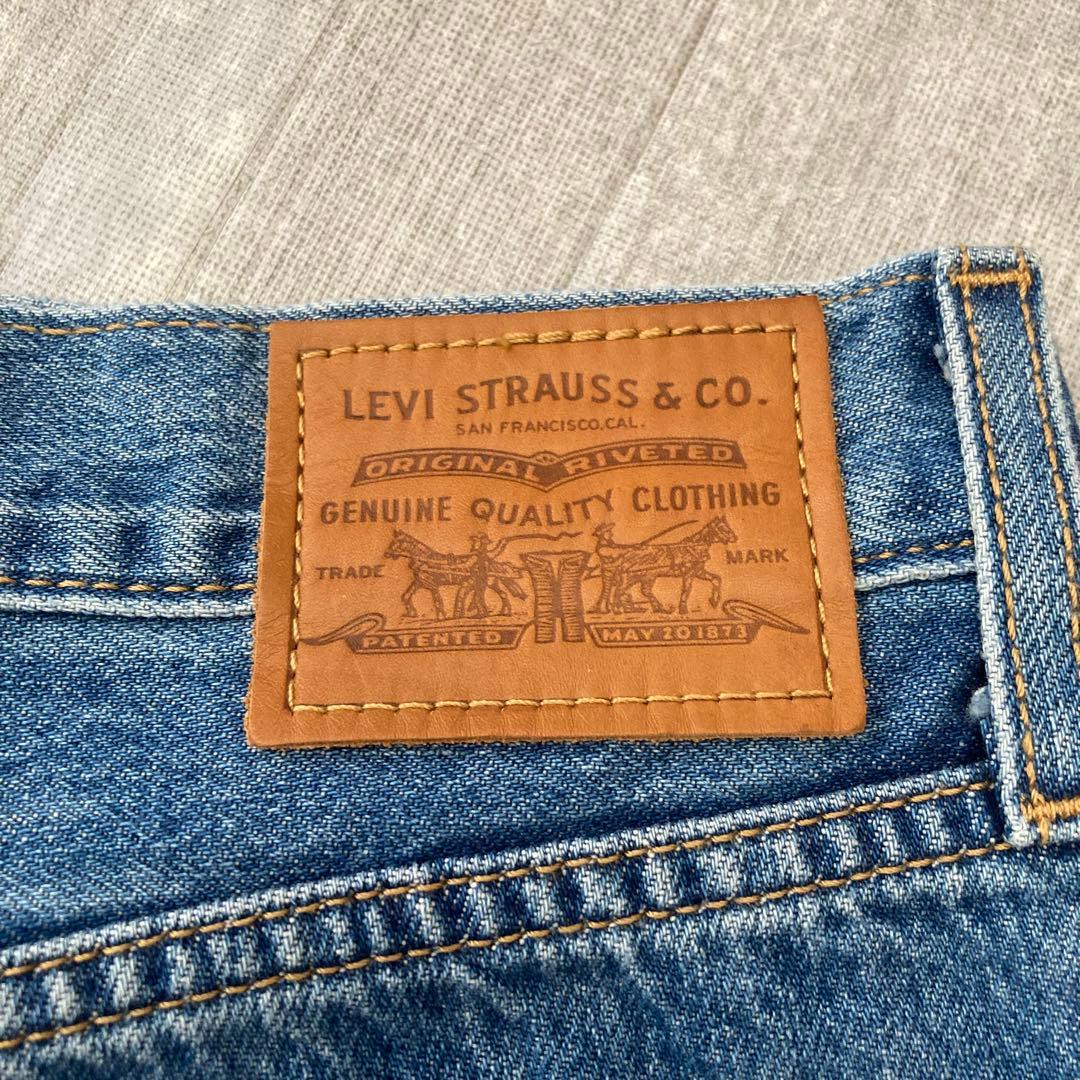 LEVI STRAUSS & CO.
SAN FRANCISCO, CAL.
ORIGINAL RIVETED
GENUINE QUALITY CLOTHING
TRADE MARK
PATENTED MAY 20 1873